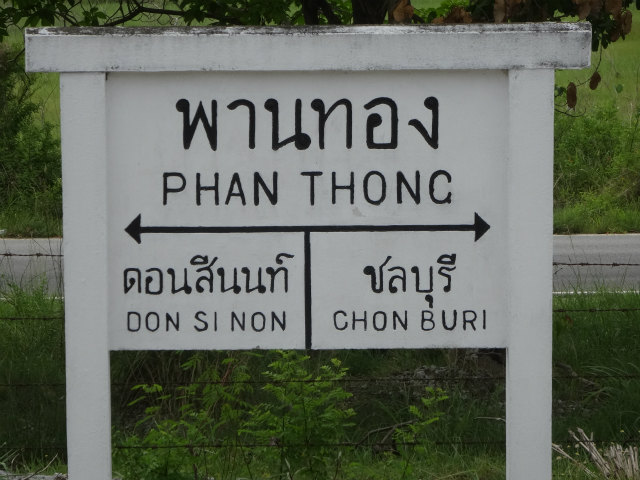 พานทอง
PHAN THONG
ดอนสีนนท์
DON SI NON
ชลบุรี
CHON BURI